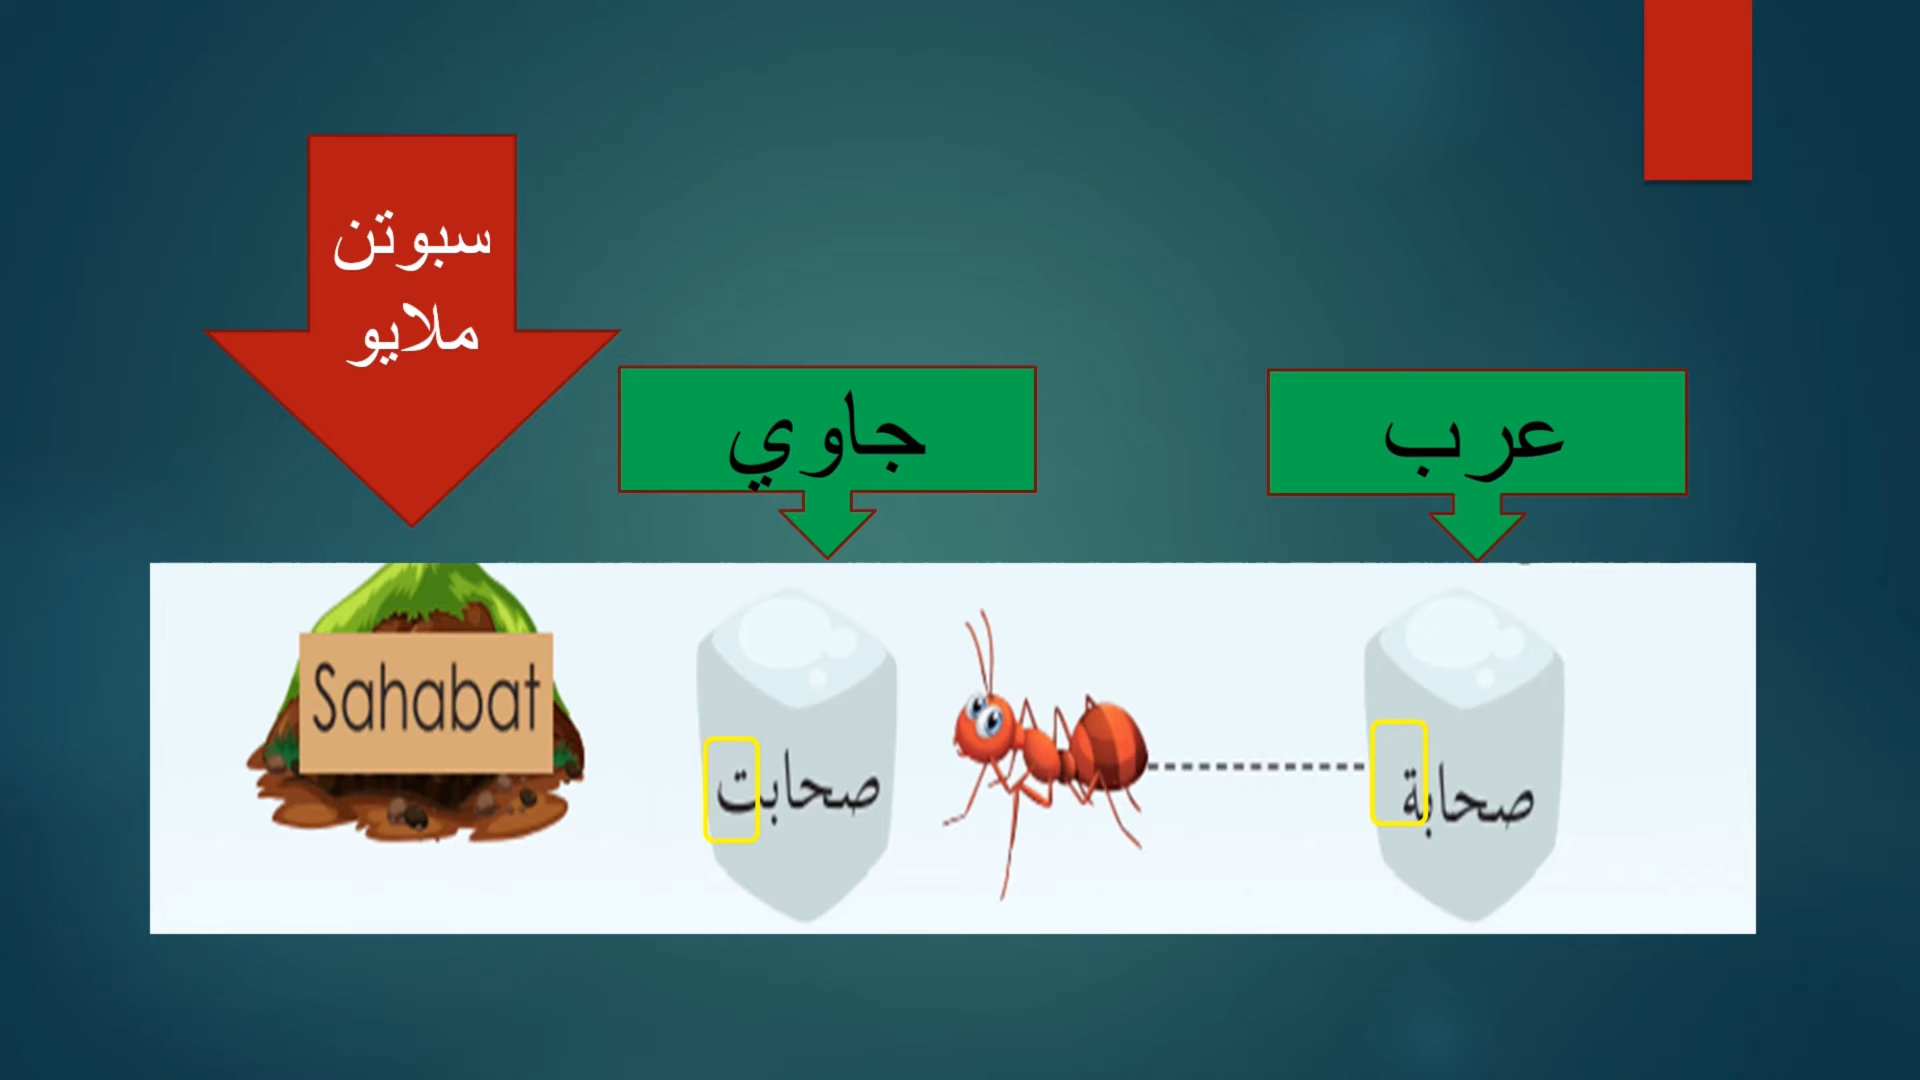 سبوتن
ملايو
جاوي
عرب
Sahabat
صحابت
صحابة